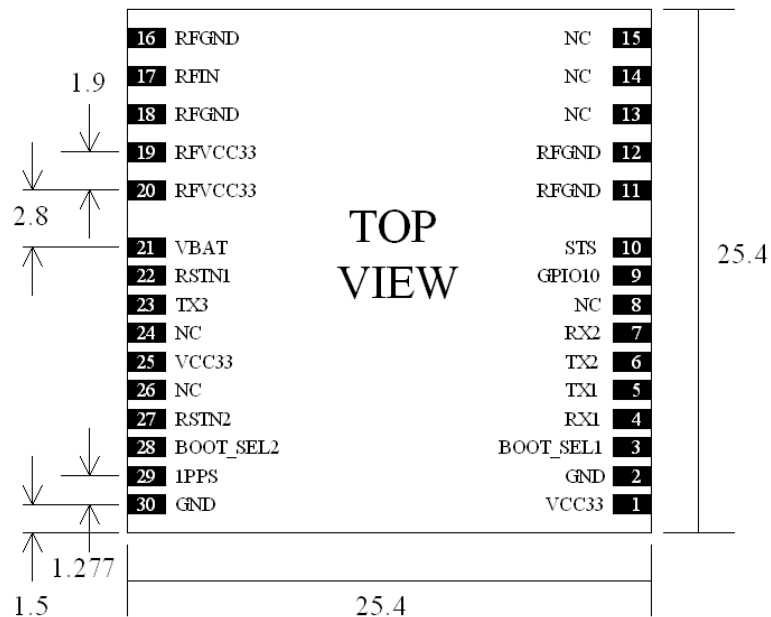 16 RFGND NC 15
17 RFIN NC 14
1.9
18 RFGND NC 13
19 RFVCC33 RFGND 12
20 RFVCC33 RFGND 11
2.8
TOP
VIEW
21 VBAT STS 10
25.4
22 RSTN1 GPIO10 9
23 TX3 NC 8
24 NC RX2 7
25 VCC33 TX2 6
26 NC TX1 5
27 RSTN2 RX1 4
28 BOOT_SEL2 BOOT_SEL1 3
29 1PPS GND 2
30 GND VCC33 1
1.277
1.5
25.4